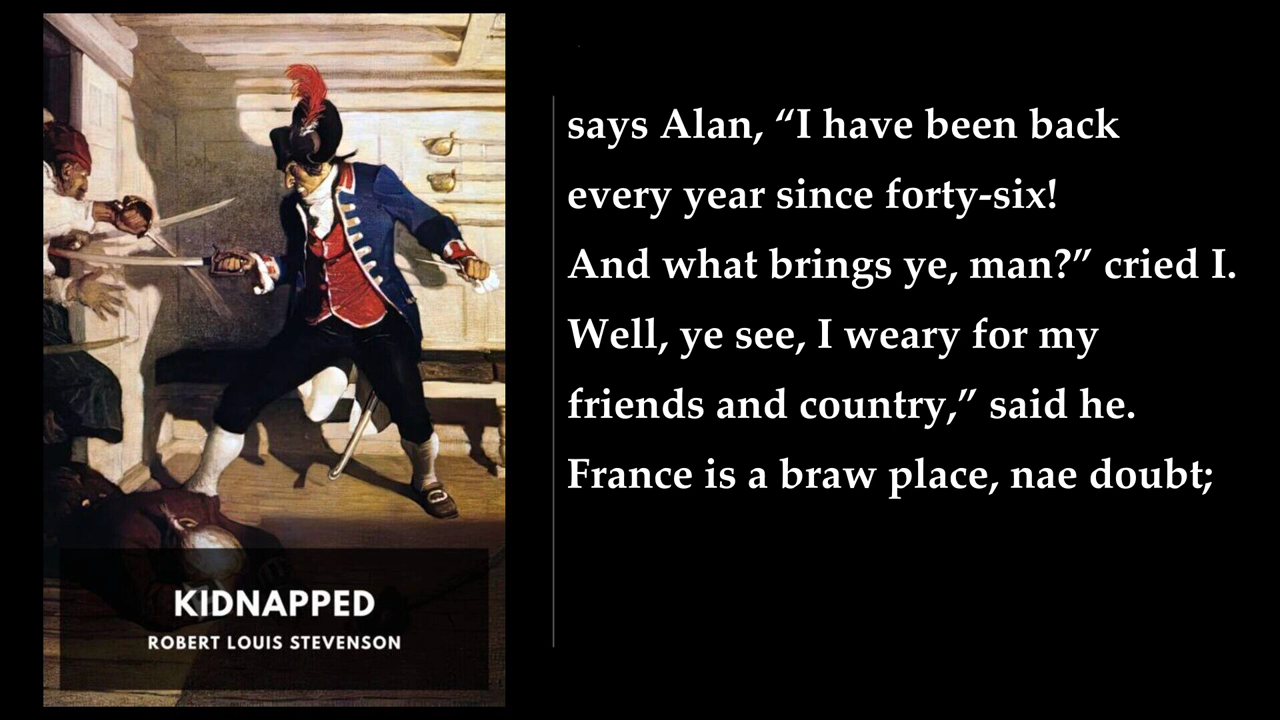 KIDNAPPED
ROBERT LOUIS STEVENSON
says Alan, “I have been back
every year since forty-six!
And what brings ye, man?” cried I.
Well, ye see, I weary for my
friends and country,” said he.
France is a braw place, nae doubt;